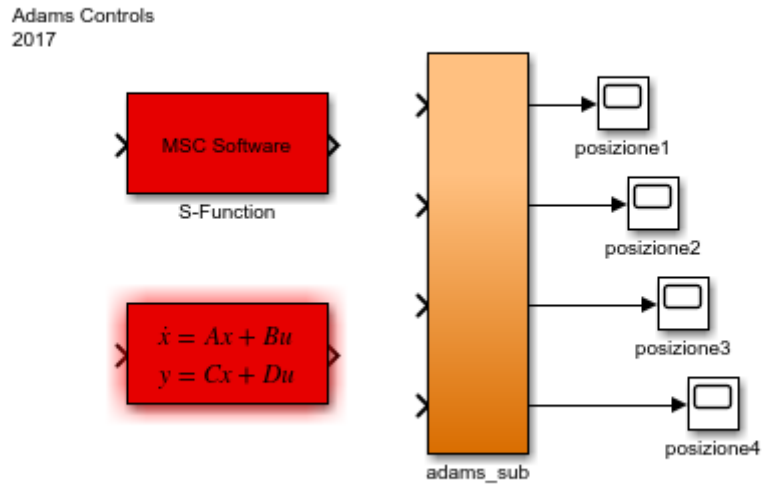 Adams Controls
2017
MSC Software
S-Function
ẋ = Ax + Bu
y = Cx + Du
adams_sub
posizione1
posizione2
posizione3
posizione4